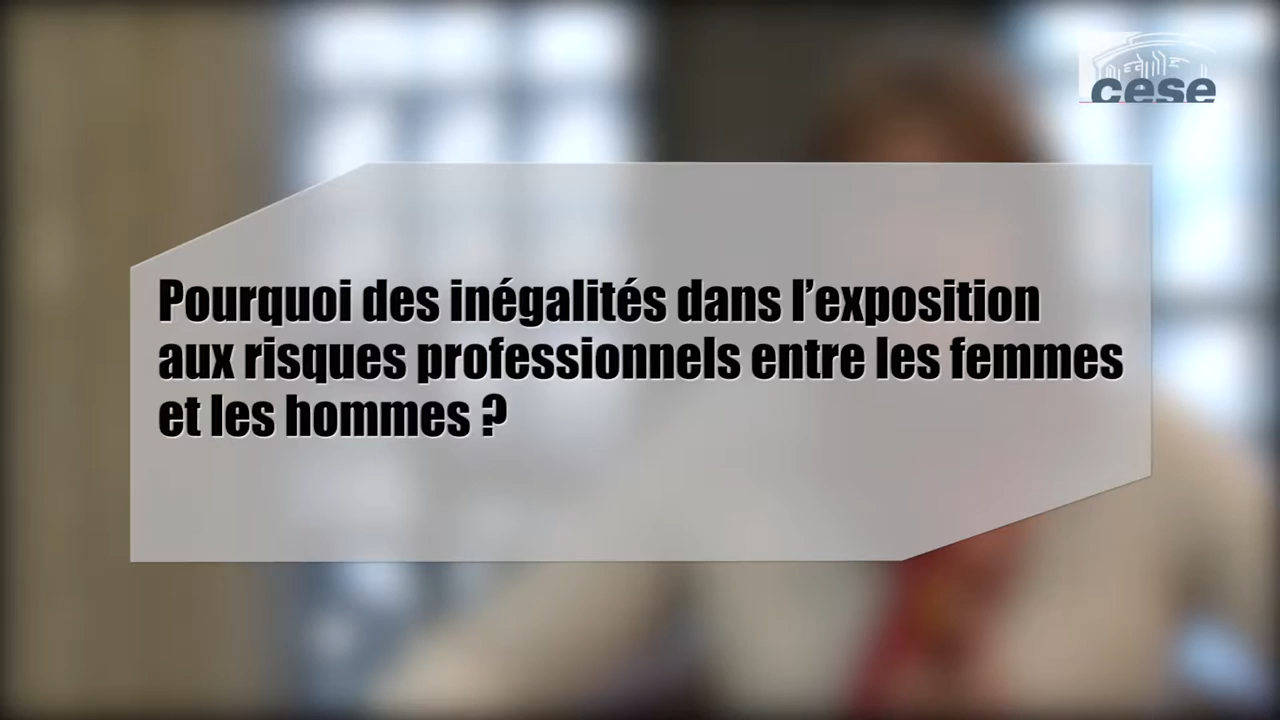 cese
Pourquoi des inégalités dans l’exposition
aux risques professionnels entre les femmes
et les hommes ?